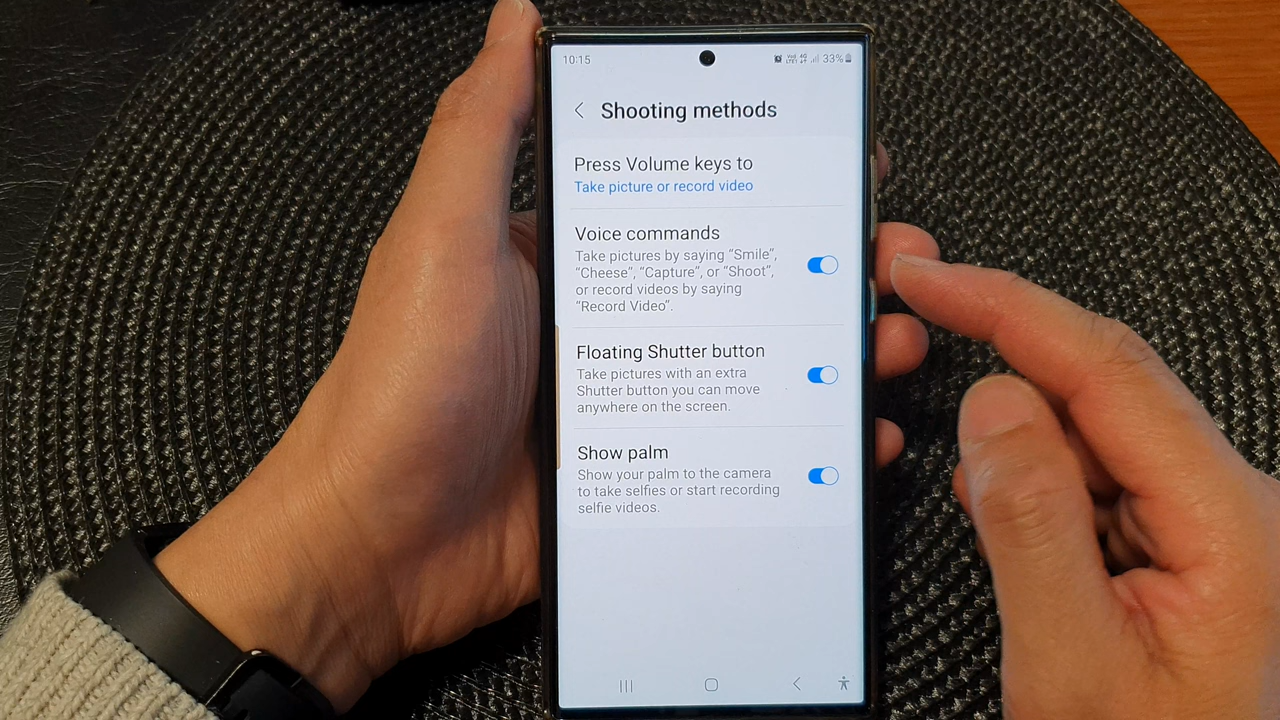 10:15
33%
Shooting methods
Press Volume keys to
Take picture or record video
Voice commands
Take pictures by saying “Smile”,
“Cheese”, “Capture”, or “Shoot”,
or record videos by saying
“Record Video”.
Floating Shutter button
Take pictures with an extra
Shutter button you can move
anywhere on the screen.
Show palm
Show your palm to the camera
to take selfies or start recording
selfie videos.